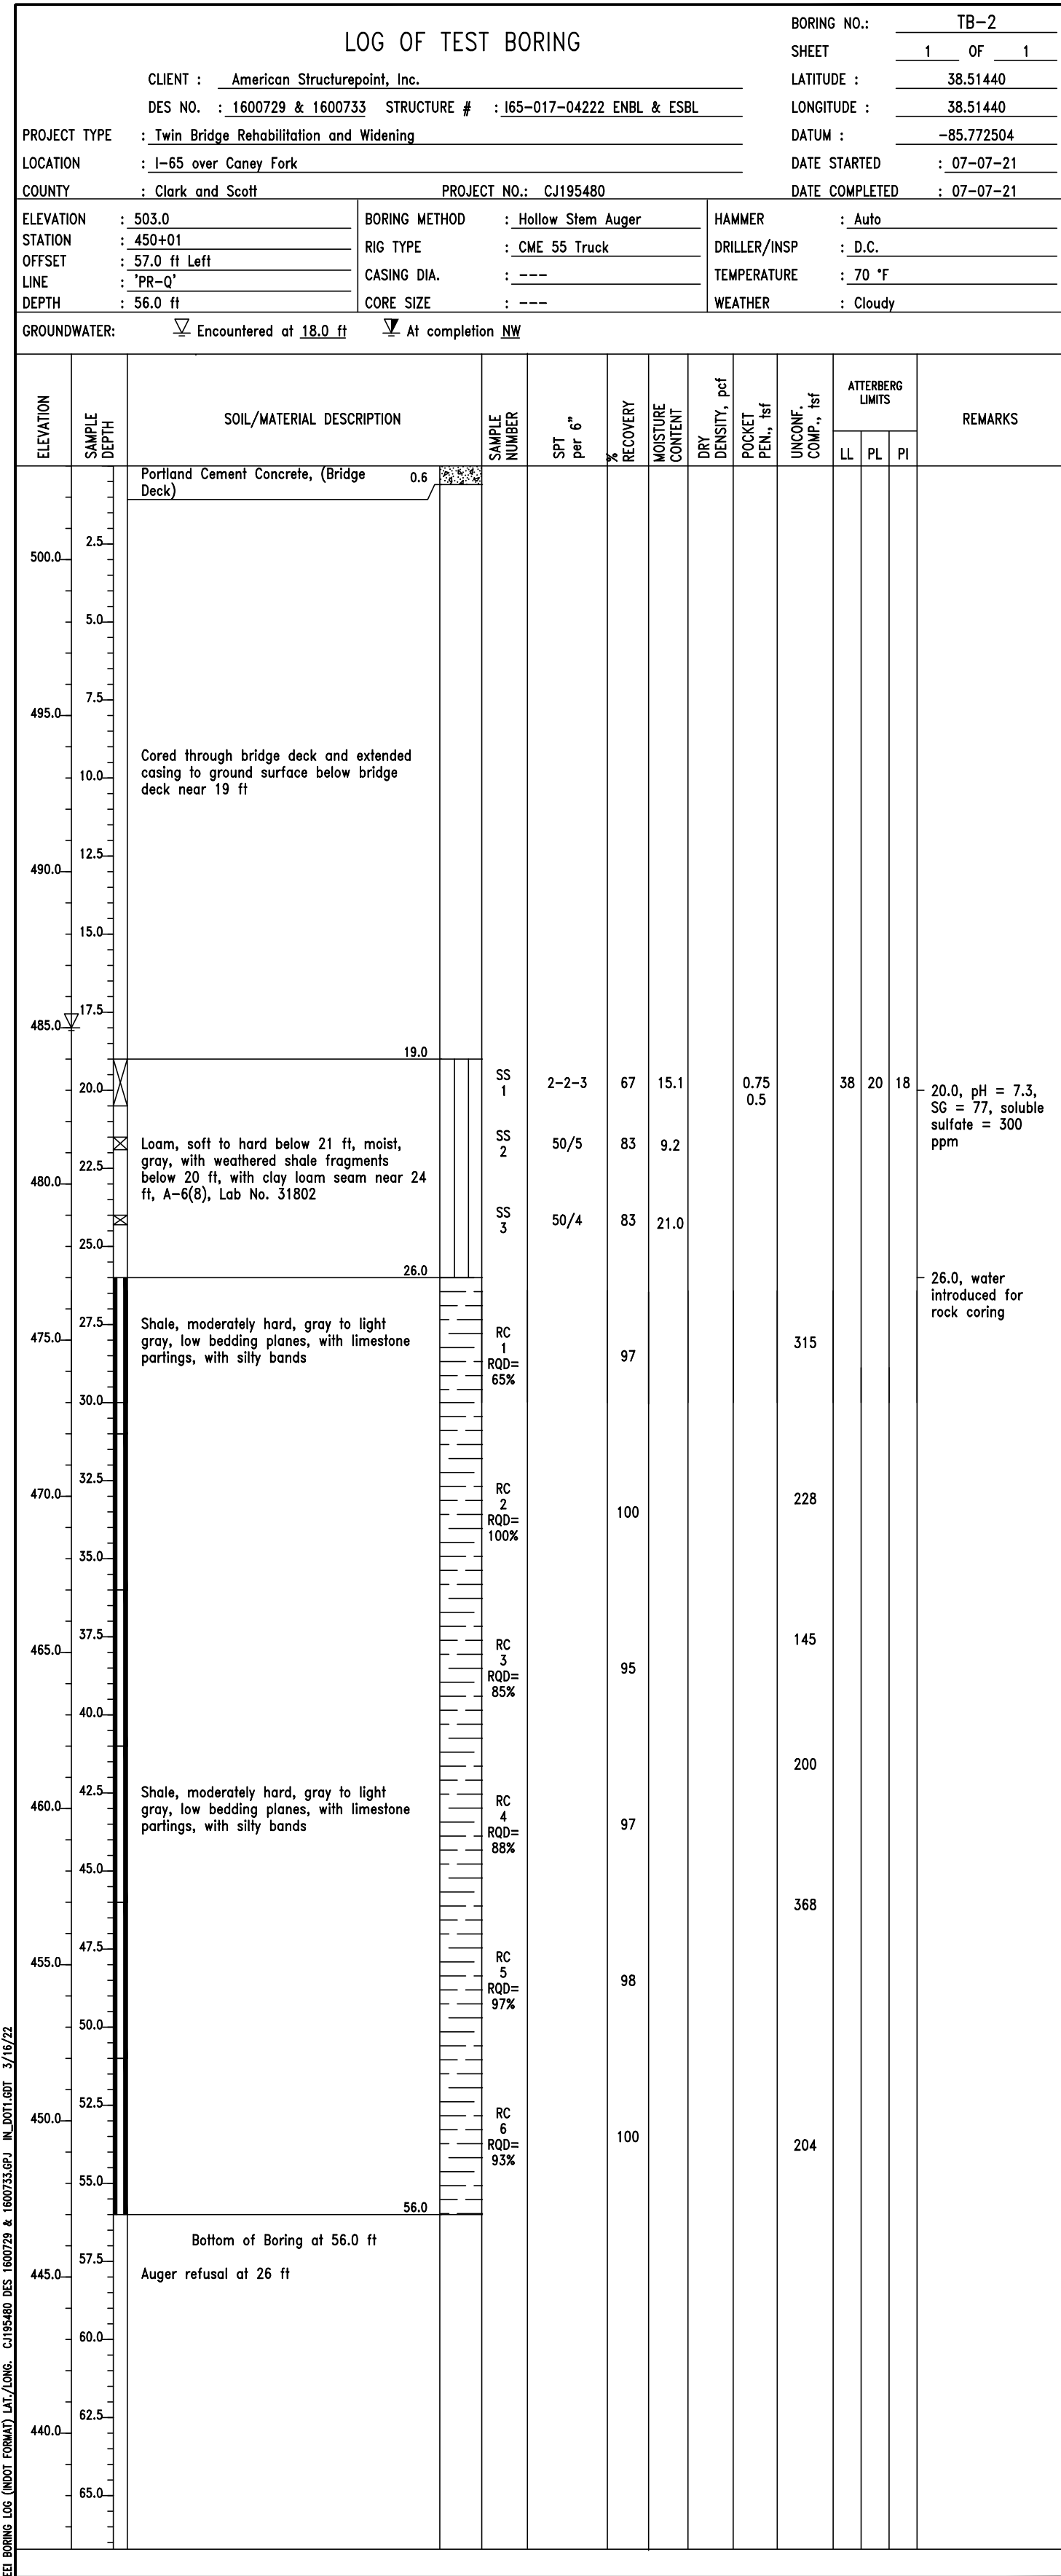 LOG OF TEST BORING
BORING NO.: TB-2
SHEET 1 OF 1
CLIENT : American Structurepoint, Inc.
LATITUDE : 38.51440
DES NO. : 1600729 & 1600733 STRUCTURE # : I65-017-04222 ENBL & ESBL
LONGITUDE : 38.51440
PROJECT TYPE : Twin Bridge Rehabilitation and Widening
DATUM : -85.772504
LOCATION : I-65 over Caney Fork
DATE STARTED : 07-07-21
COUNTY : Clark and Scott PROJECT NO.: CJ195480
DATE COMPLETED : 07-07-21
ELEVATION : 503.0
STATION : 450+01
OFFSET : 57.0 ft Left
LINE : 'PR-Q'
DEPTH : 56.0 ft
BORING METHOD : Hollow Stem Auger
RIG TYPE : CME 55 Truck
CASING DIA. : ---
CORE SIZE : ---
HAMMER : Auto
DRILLER/INSP : D.C.
TEMPERATURE : 70 °F
WEATHER : Cloudy
GROUNDWATER: Encountered at 18.0 ft At completion NW
ELEVATION
SAMPLE DEPTH
SOIL/MATERIAL DESCRIPTION
SAMPLE NUMBER
SPT per 6"
% RECOVERY
MOISTURE CONTENT
DRY DENSITY, pcf
POCKET PEN., tsf
UNCONF. COMP., tsf
ATTERBERG LIMITS
LL PL PI
REMARKS
Portland Cement Concrete, (Bridge 0.6
Deck)
2.5
500.0
5.0
7.5
495.0
Cored through bridge deck and extended
casing to ground surface below bridge
deck near 19 ft
10.0
12.5
490.0
15.0
17.5
485.0
19.0
20.0
SS
1
2-2-3 67 15.1 0.75
0.5
38 20 18
20.0, pH = 7.3,
SG = 77, soluble
sulfate = 300
ppm
SS
2
50/5 83 9.2
Loam, soft to hard below 21 ft, moist,
gray, with weathered shale fragments
below 20 ft, with clay loam seam near 24
ft, A-6(8), Lab No. 31802
22.5
480.0
SS
3
50/4 83 21.0
25.0
26.0
26.0, water
introduced for
rock coring
27.5
475.0
Shale, moderately hard, gray to light
gray, low bedding planes, with limestone
partings, with silty bands
RC
1
RQD=
65%
97
315
30.0
32.5
470.0
RC
2
RQD=
100%
100
228
35.0
37.5
465.0
RC
3
RQD=
85%
95
145
40.0
200
42.5
460.0
Shale, moderately hard, gray to light
gray, low bedding planes, with limestone
partings, with silty bands
RC
4
RQD=
88%
97
45.0
368
47.5
455.0
RC
5
RQD=
97%
98
50.0
52.5
450.0
RC
6
RQD=
93%
100
204
55.0
56.0
Bottom of Boring at 56.0 ft
57.5
445.0
Auger refusal at 26 ft
60.0
62.5
440.0
65.0
EEI BORING LOG (INDOT FORMAT) LAT./LONG. CJ195480 DES 1600729 & 1600733.GPJ IN_DOT1.GDT 3/16/22